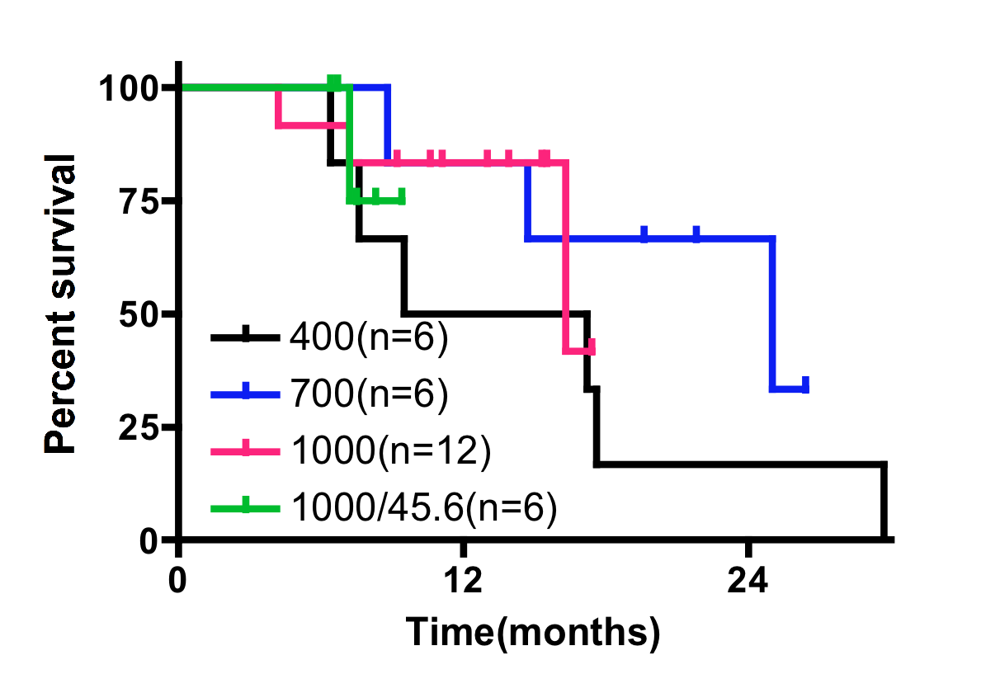 Percent survival
100
75
50
25
0
400(n=6)
700(n=6)
1000(n=12)
1000/45.6(n=6)
0 12 24
Time(months)